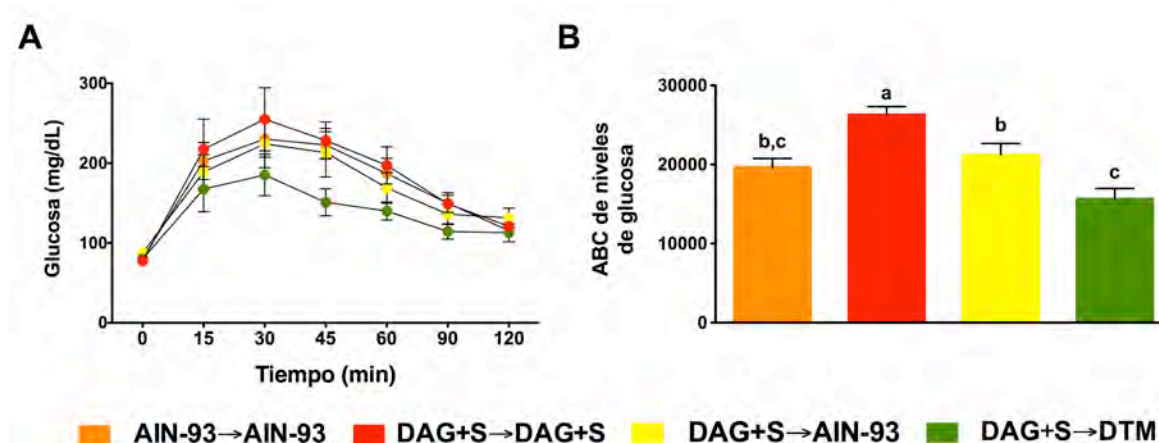 A
Glucosa (mg/dL)
300
200
100
0
0 15 30 45 60 90 120
Tiempo (min)
B
ABC de niveles
de glucosa
30000
20000
10000
0
b,c
a
b
c
AIN-93→AIN-93 DAG+S→DAG+S DAG+S→AIN-93 DAG+S→DTM